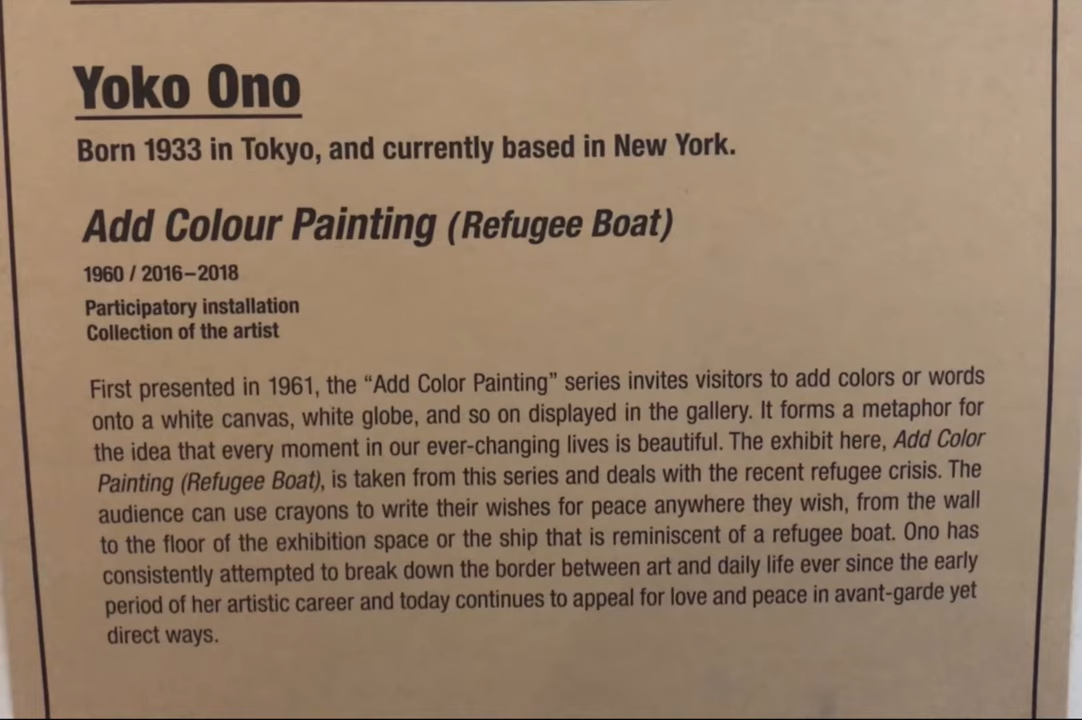 Yoko Ono
Born 1933 in Tokyo, and currently based in New York.
Add Colour Painting (Refugee Boat)
1960 / 2016–2018
Participatory installation
Collection of the artist
First presented in 1961, the “Add Color Painting” series invites visitors to add colors or words
onto a white canvas, white globe, and so on displayed in the gallery. It forms a metaphor for
the idea that every moment in our ever-changing lives is beautiful. The exhibit here, Add Color
Painting (Refugee Boat), is taken from this series and deals with the recent refugee crisis. The
audience can use crayons to write their wishes for peace anywhere they wish, from the wall
to the floor of the exhibition space or the ship that is reminiscent of a refugee boat. Ono has
consistently attempted to break down the border between art and daily life ever since the early
period of her artistic career and today continues to appeal for love and peace in avant-garde yet
direct ways.